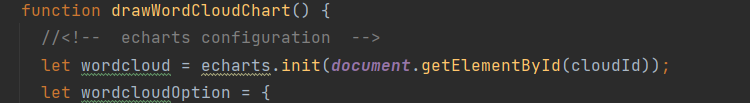 function drawWordCloudChart() {
//<!--  echarts configuration  -->
let wordcloud = echarts.init(document.getElementById(cloudId));
let wordcloudOption = {